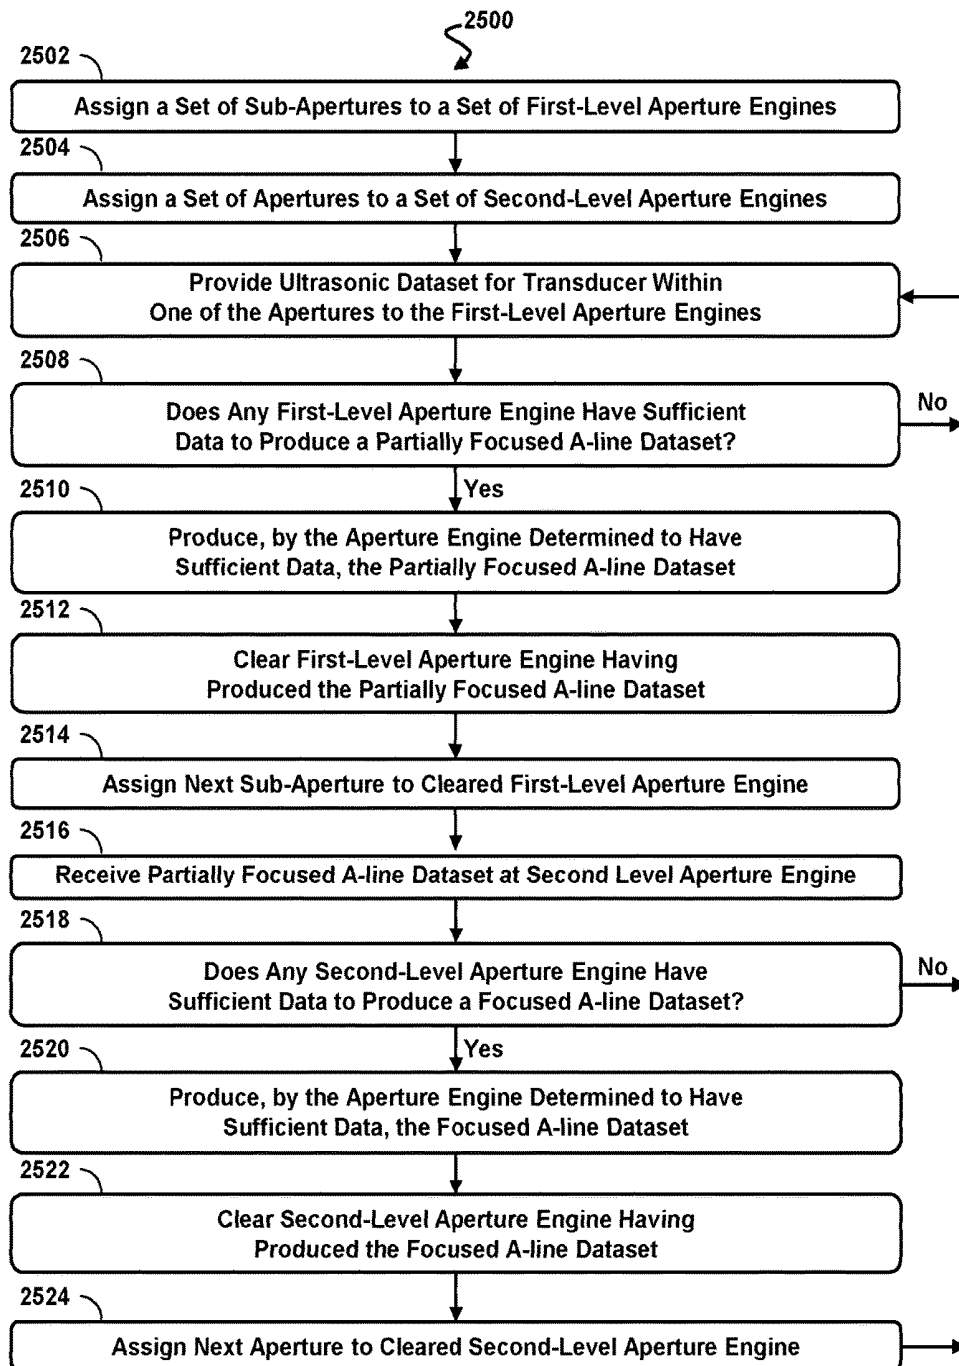 2500
2502
Assign a Set of Sub-Apertures to a Set of First-Level Aperture Engines
2504
Assign a Set of Apertures to a Set of Second-Level Aperture Engines
2506
Provide Ultrasonic Dataset for Transducer Within
One of the Apertures to the First-Level Aperture Engines
2508
Does Any First-Level Aperture Engine Have Sufficient
Data to Produce a Partially Focused A-line Dataset?
No
Yes
2510
Produce, by the Aperture Engine Determined to Have
Sufficient Data, the Partially Focused A-line Dataset
2512
Clear First-Level Aperture Engine Having
Produced the Partially Focused A-line Dataset
2514
Assign Next Sub-Aperture to Cleared First-Level Aperture Engine
2516
Receive Partially Focused A-line Dataset at Second Level Aperture Engine
2518
Does Any Second-Level Aperture Engine Have
Sufficient Data to Produce a Focused A-line Dataset?
No
Yes
2520
Produce, by the Aperture Engine Determined to Have
Sufficient Data, the Focused A-line Dataset
2522
Clear Second-Level Aperture Engine Having
Produced the Focused A-line Dataset
2524
Assign Next Aperture to Cleared Second-Level Aperture Engine